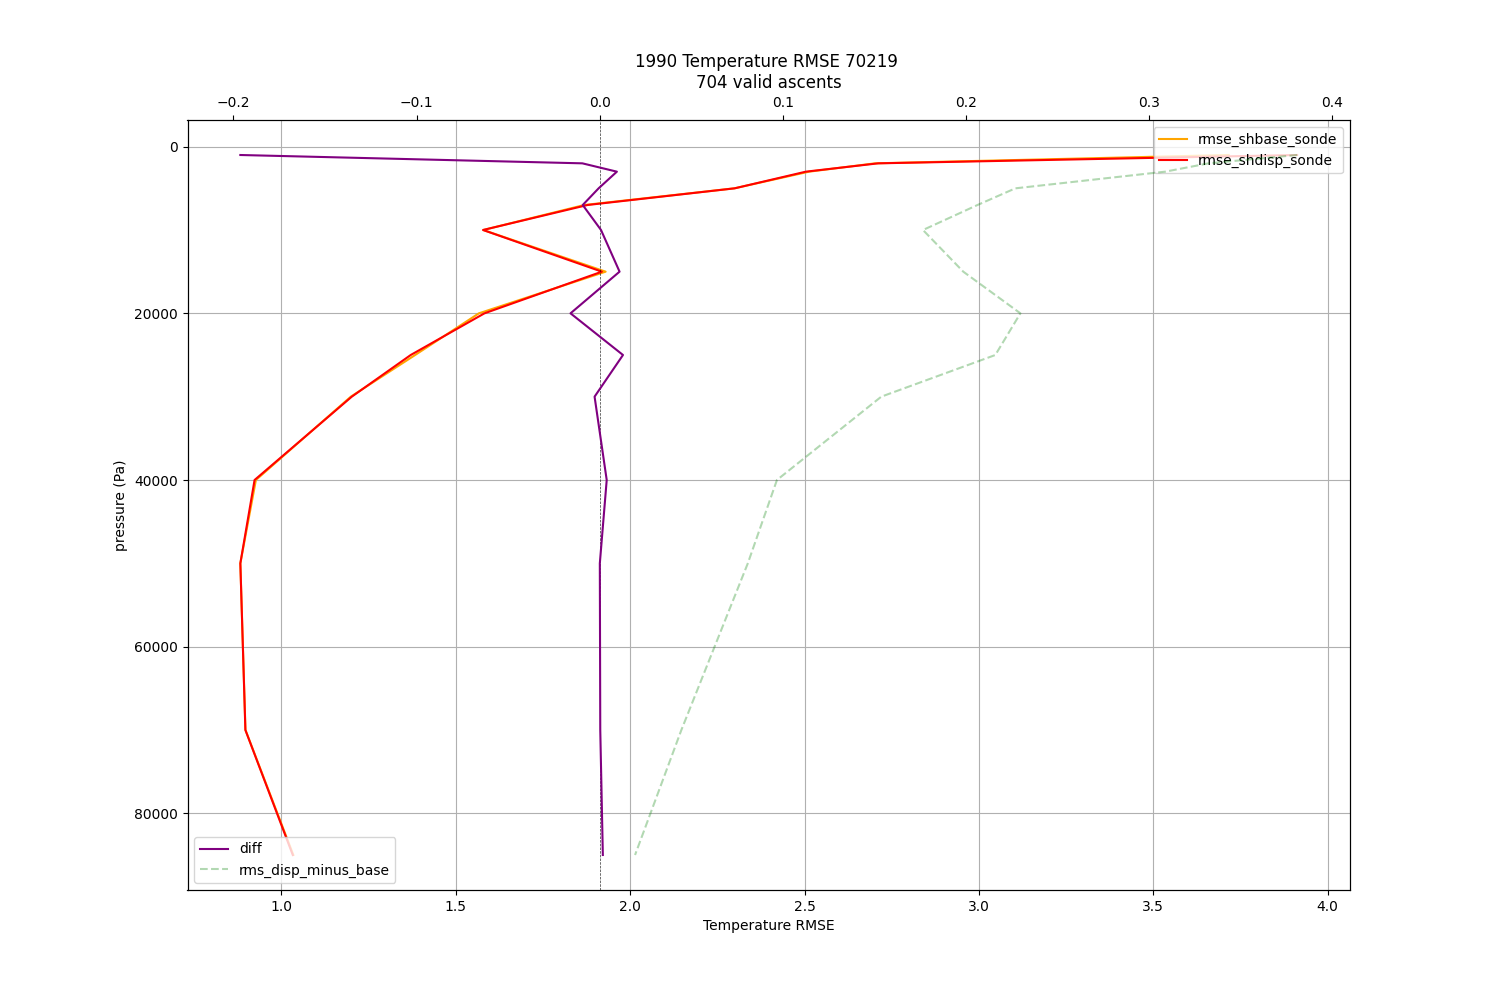 1990 Temperature RMSE 70219
704 valid ascents
−0.2 −0.1 0.0 0.1 0.2 0.3 0.4
rmse_shbase_sonde
rmse_shdisp_sonde
0
20000
40000
60000
80000
pressure (Pa)
diff
rms_disp_minus_base
1.0 1.5 2.0 2.5 3.0 3.5 4.0
Temperature RMSE